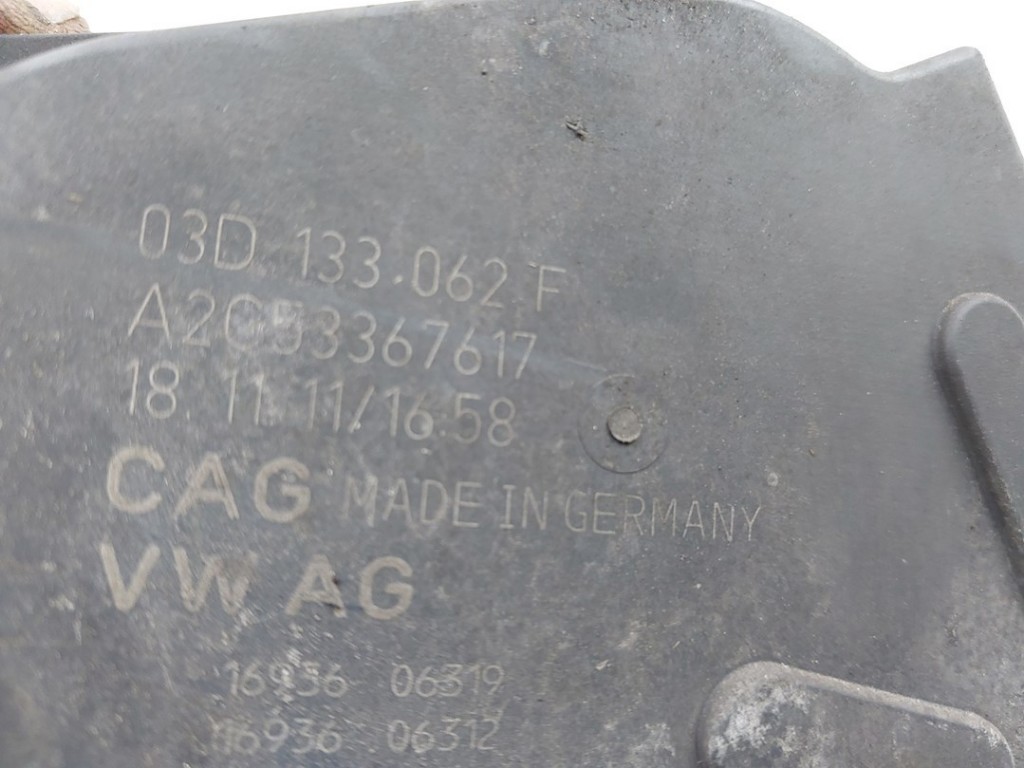 03D 133.062 F
A2C53367617
18. 11. 11/16:58
CAG MADE IN GERMANY
VW AG
16936 06319
16936 06312